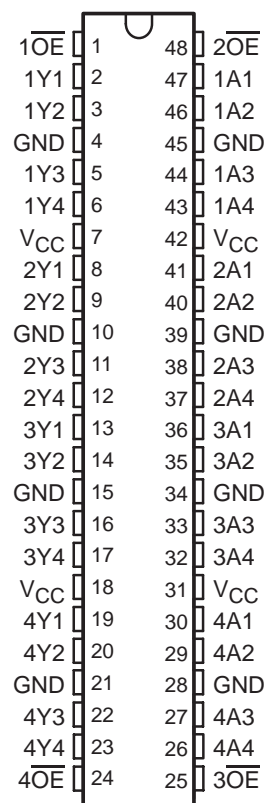 1O̅E̅ 1 48 2O̅E̅
1Y1 2 47 1A1
1Y2 3 46 1A2
GND 4 45 GND
1Y3 5 44 1A3
1Y4 6 43 1A4
VCC 7 42 VCC
2Y1 8 41 2A1
2Y2 9 40 2A2
GND 10 39 GND
2Y3 11 38 2A3
2Y4 12 37 2A4
3Y1 13 36 3A1
3Y2 14 35 3A2
GND 15 34 GND
3Y3 16 33 3A3
3Y4 17 32 3A4
VCC 18 31 VCC
4Y1 19 30 4A1
4Y2 20 29 4A2
GND 21 28 GND
4Y3 22 27 4A3
4Y4 23 26 4A4
4O̅E̅ 24 25 3O̅E̅